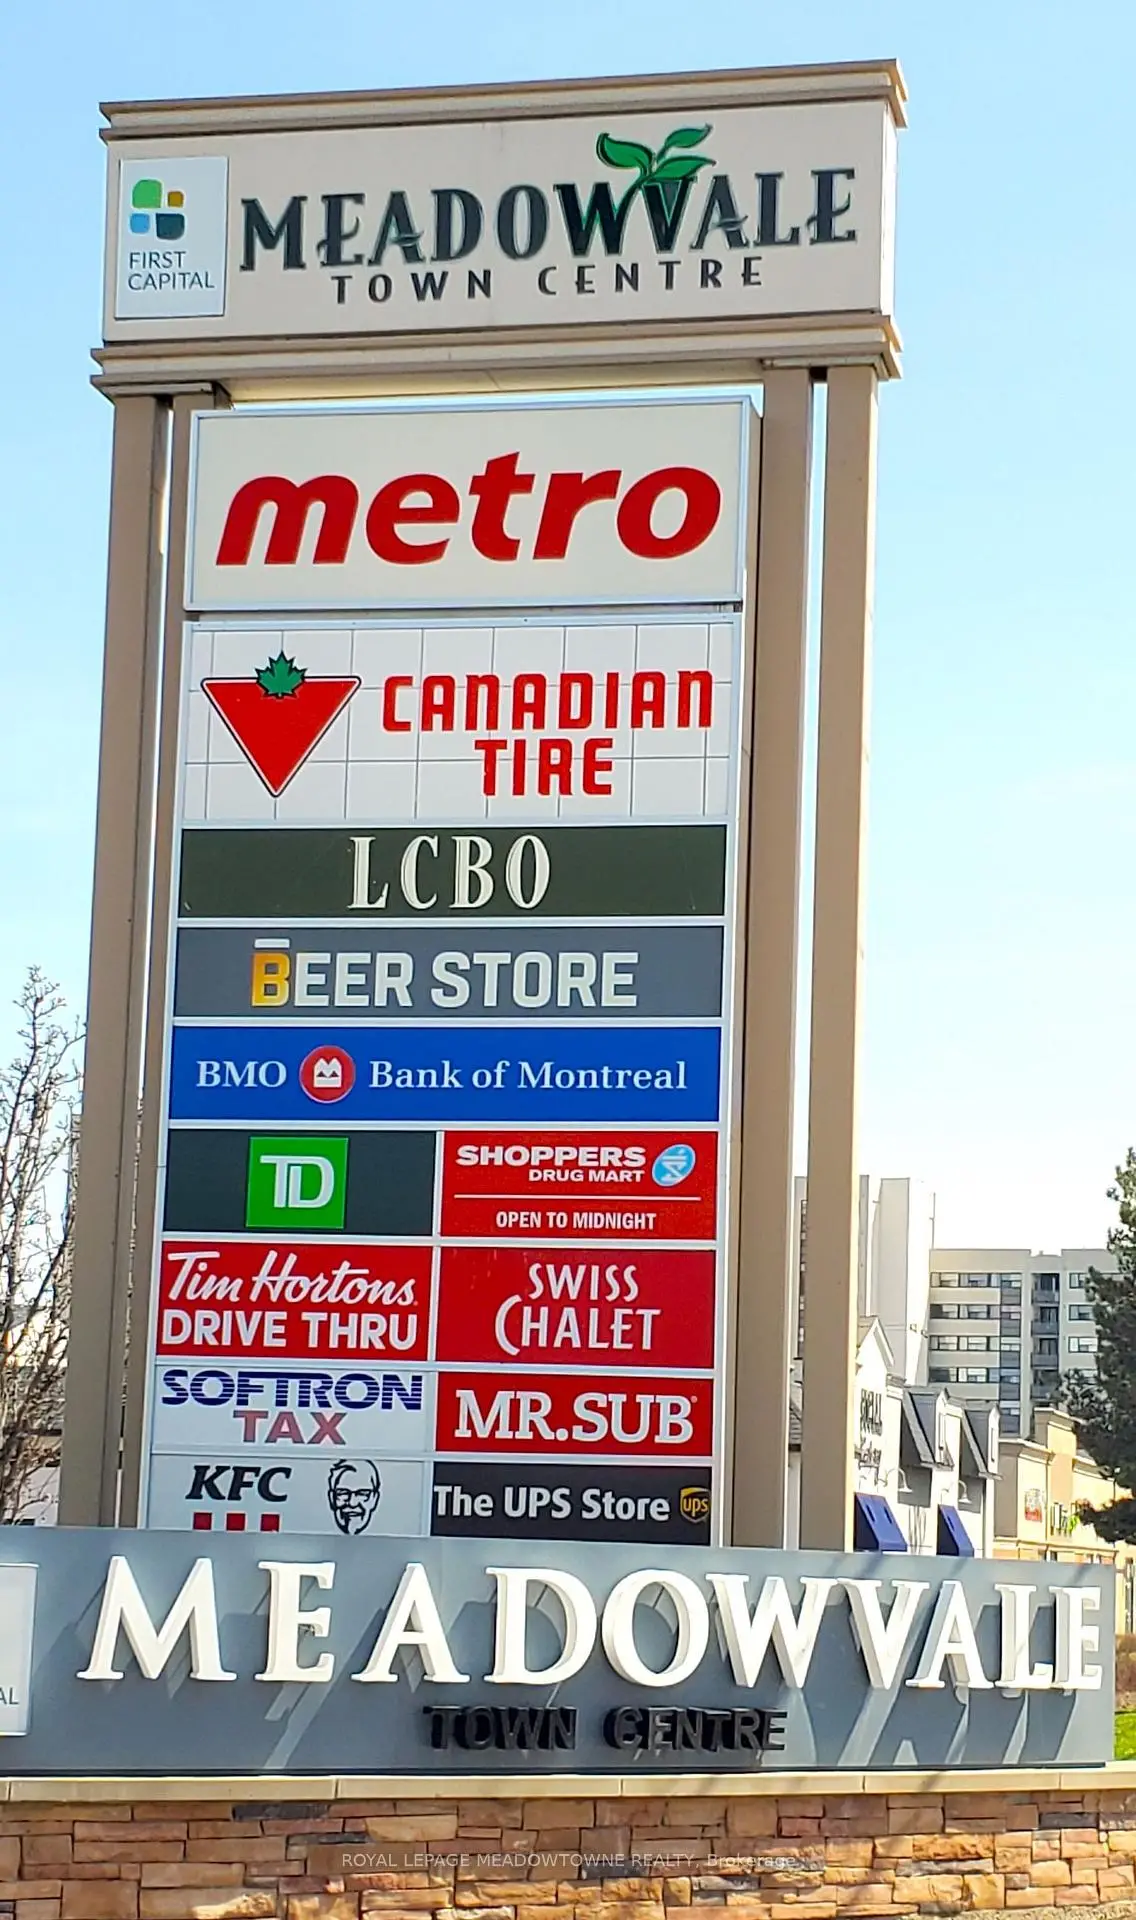 FIRST
CAPITAL
MEADOWVALE
TOWN CENTRE
metro
CANADIAN
TIRE
LCBO
BEER STORE
BMO Bank of Montreal
TD
SHOPPERS
DRUG MART
OPEN TO MIDNIGHT
Tim Hortons
DRIVE THRU
SWISS
CHALET
SOFTRON
TAX
MR.SUB
KFC
The UPS Store ups
AL
MEADOWVALE
TOWN CENTRE
ROYAL LEPAGE MEADOWTOWNE REALTY, Brokerage